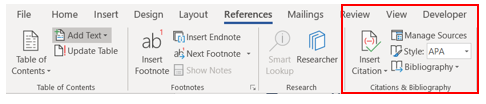 File Home Insert Design Layout References Mailings Review View Developer
Add Text
Update Table
Table of
Contents
Table of Contents
ab1
Insert
Footnote
Insert Endnote
Next Footnote
Show Notes
Footnotes
Smart
Lookup
Researcher
Research
Insert
Citation
Manage Sources
Style: APA
Bibliography
Citations & Bibliography